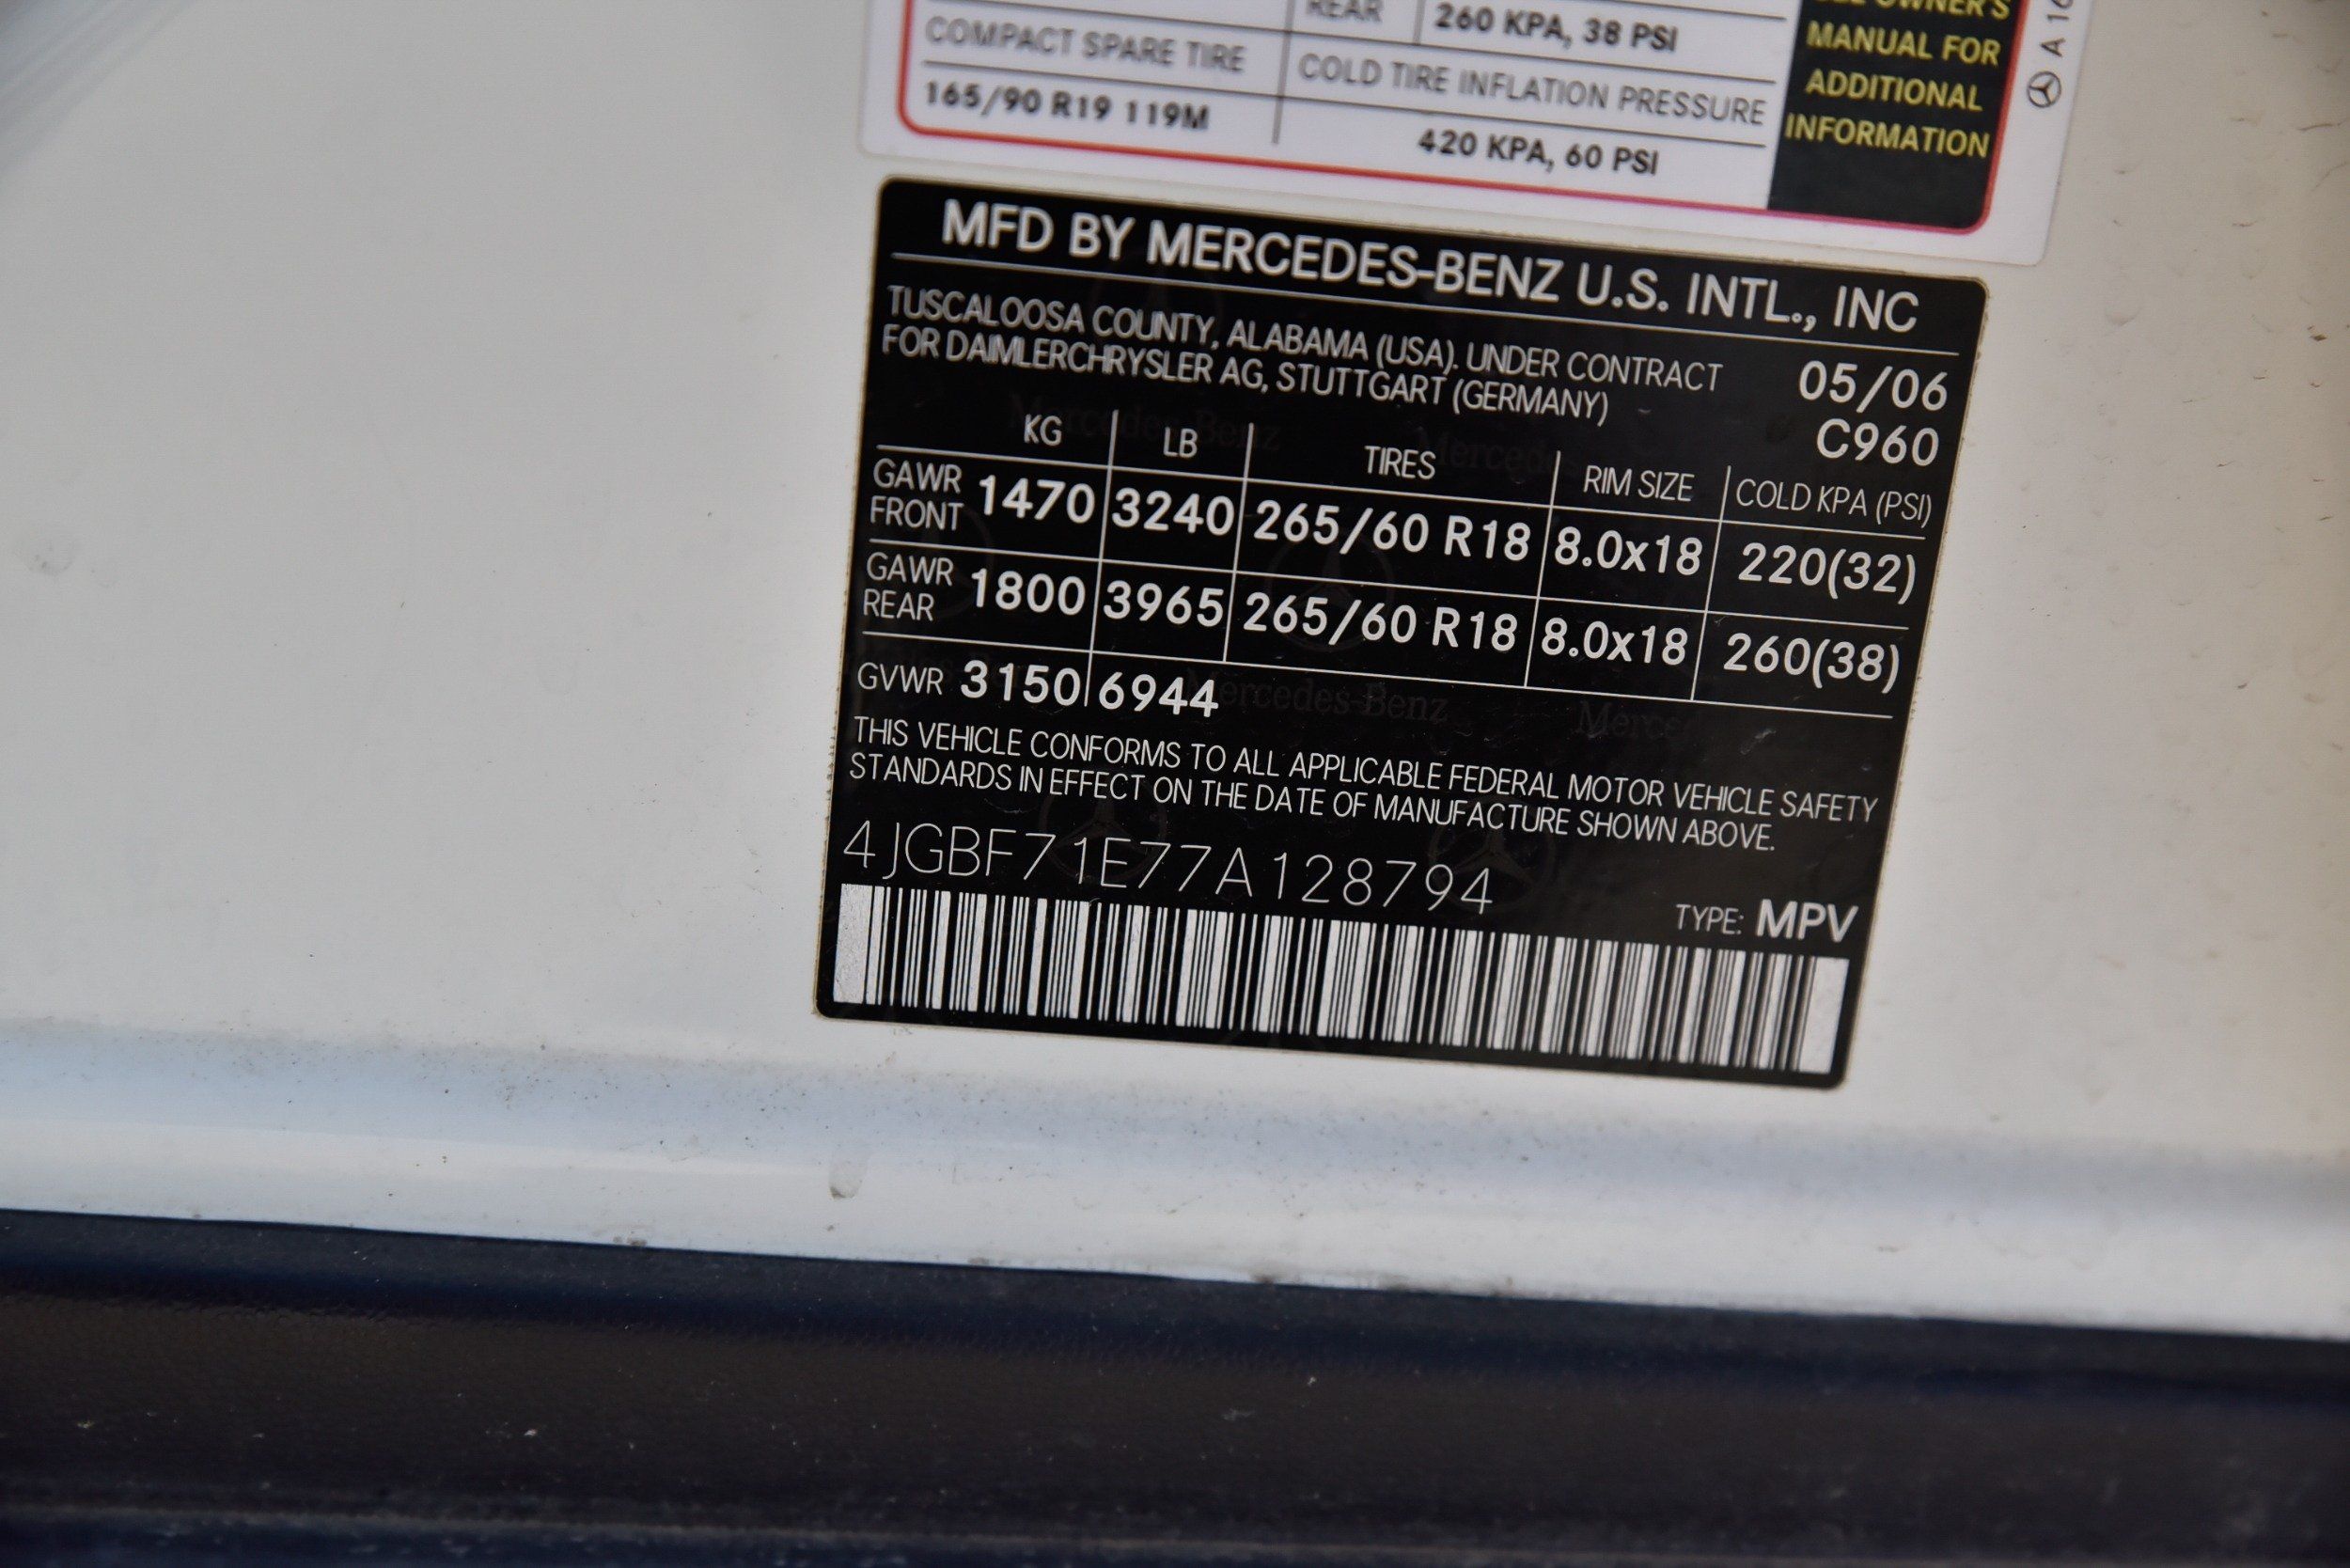 REAR 260 KPA, 38 PSI
COMPACT SPARE TIRE COLD TIRE INFLATION PRESSURE
165/90 R19 119M 420 KPA, 60 PSI
OWNER'S
MANUAL FOR
ADDITIONAL
INFORMATION
A 16
MFD BY MERCEDES-BENZ U.S. INTL., INC
TUSCALOOSA COUNTY, ALABAMA (USA). UNDER CONTRACT 05/06
FOR DAIMLERCHRYSLER AG, STUTTGART (GERMANY) C960
KG LB TIRES RIM SIZE COLD KPA (PSI)
GAWR FRONT 1470 3240 265/60 R18 8.0x18 220(32)
GAWR REAR 1800 3965 265/60 R18 8.0x18 260(38)
GVWR 3150 6944
THIS VEHICLE CONFORMS TO ALL APPLICABLE FEDERAL MOTOR VEHICLE SAFETY
STANDARDS IN EFFECT ON THE DATE OF MANUFACTURE SHOWN ABOVE.
4JGBF71E77A128794
TYPE: MPV